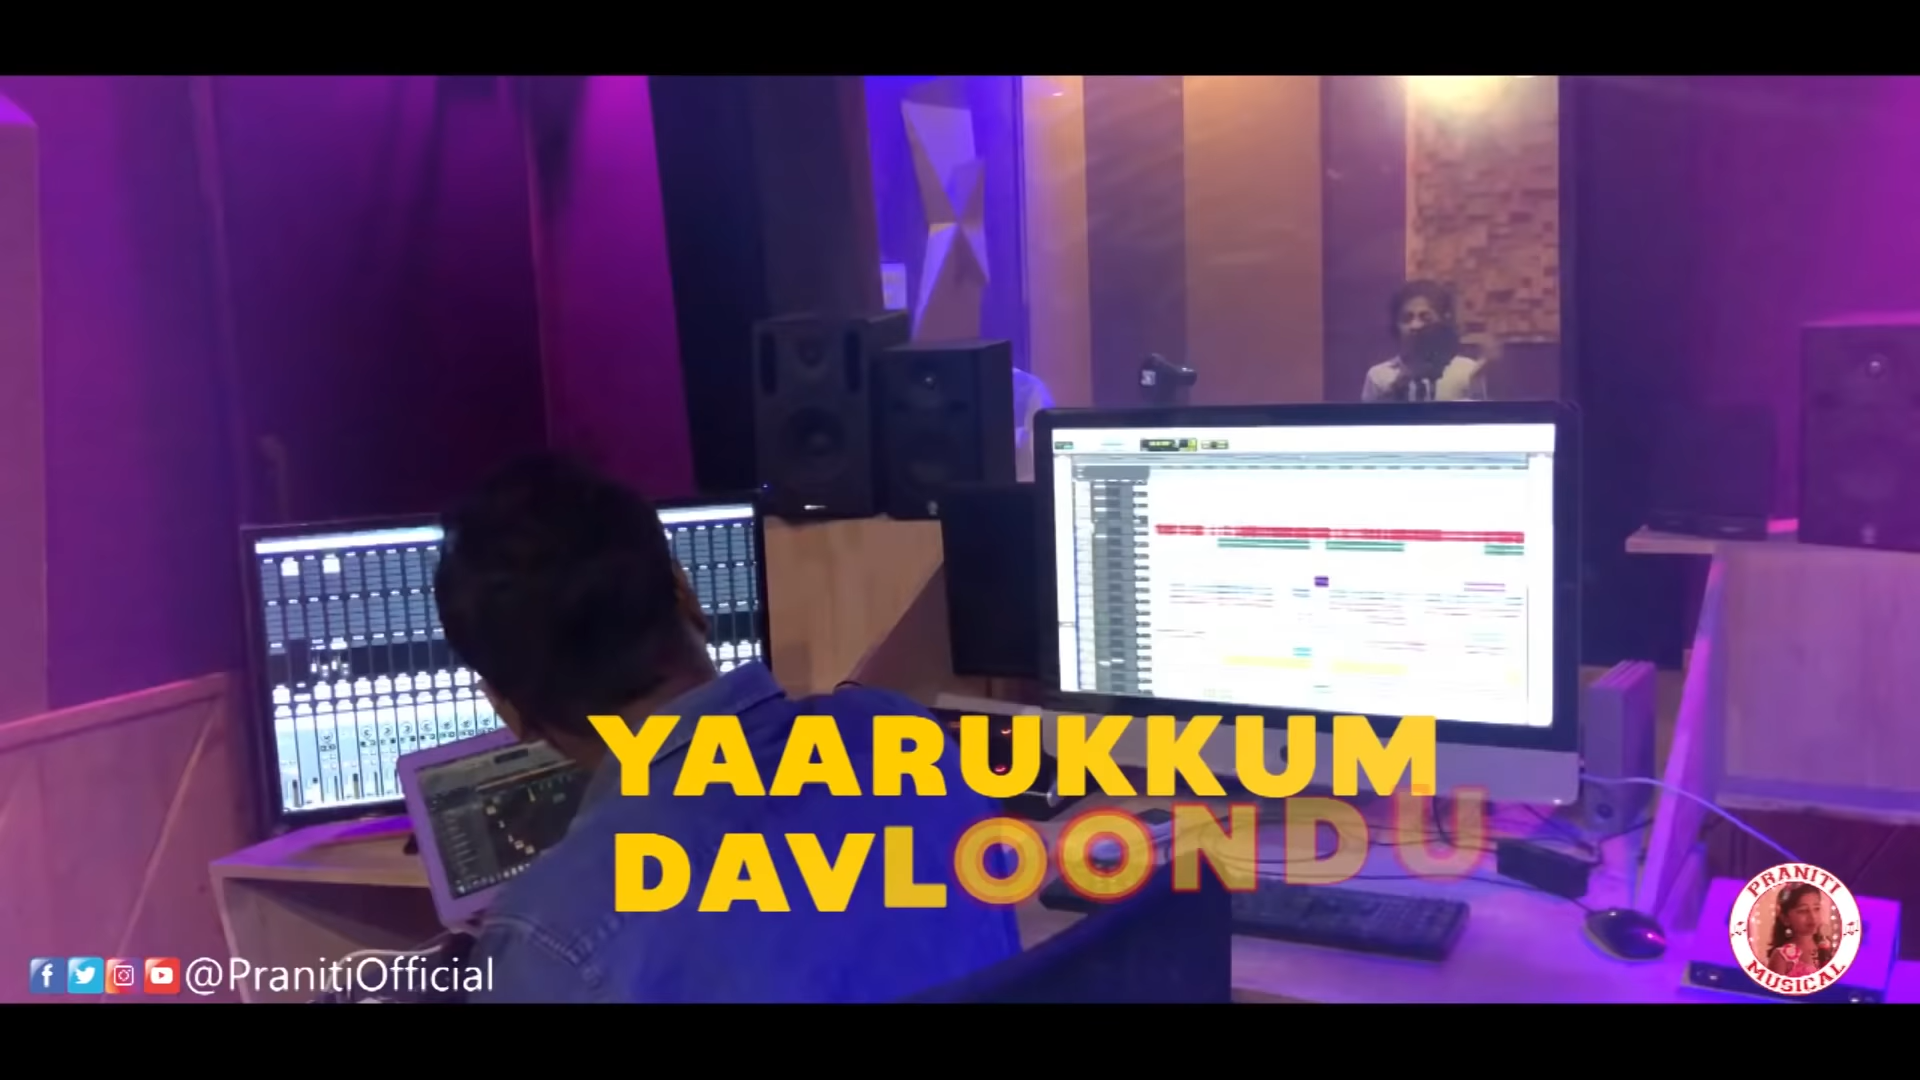 YAARUKKUM
DAVLOONDU
@PranitiOfficial
PRANITI
MUSICAL